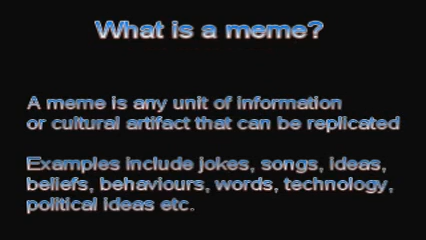 What is a meme?
A meme is any unit of information
or cultural artifact that can be replicated
Examples include jokes, songs, ideas,
beliefs, behaviours, words, technology,
political ideas etc.